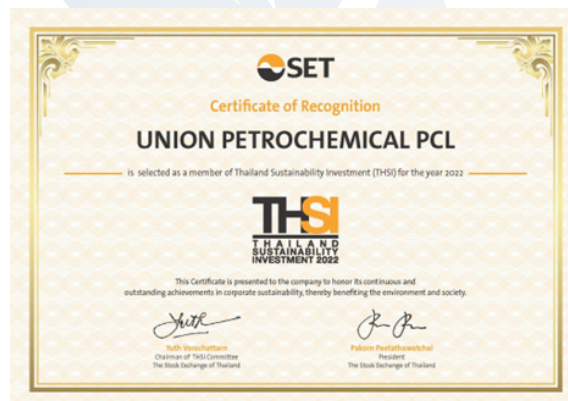 SET
Certificate of Recognition
UNION PETROCHEMICAL PCL
is selected as a member of Thailand Sustainability Investment (THSI) for the year 2022
THSI
THAILAND
SUSTAINABILITY
INVESTMENT 2022
This Certificate is presented to the company to honor its continuous and
outstanding achievements in corporate sustainability, thereby benefiting the environment and society.
Yuth Worachattarn Pakorn Peetathawatchai
Chairman of THSI Committee President
The Stock Exchange of Thailand The Stock Exchange of Thailand